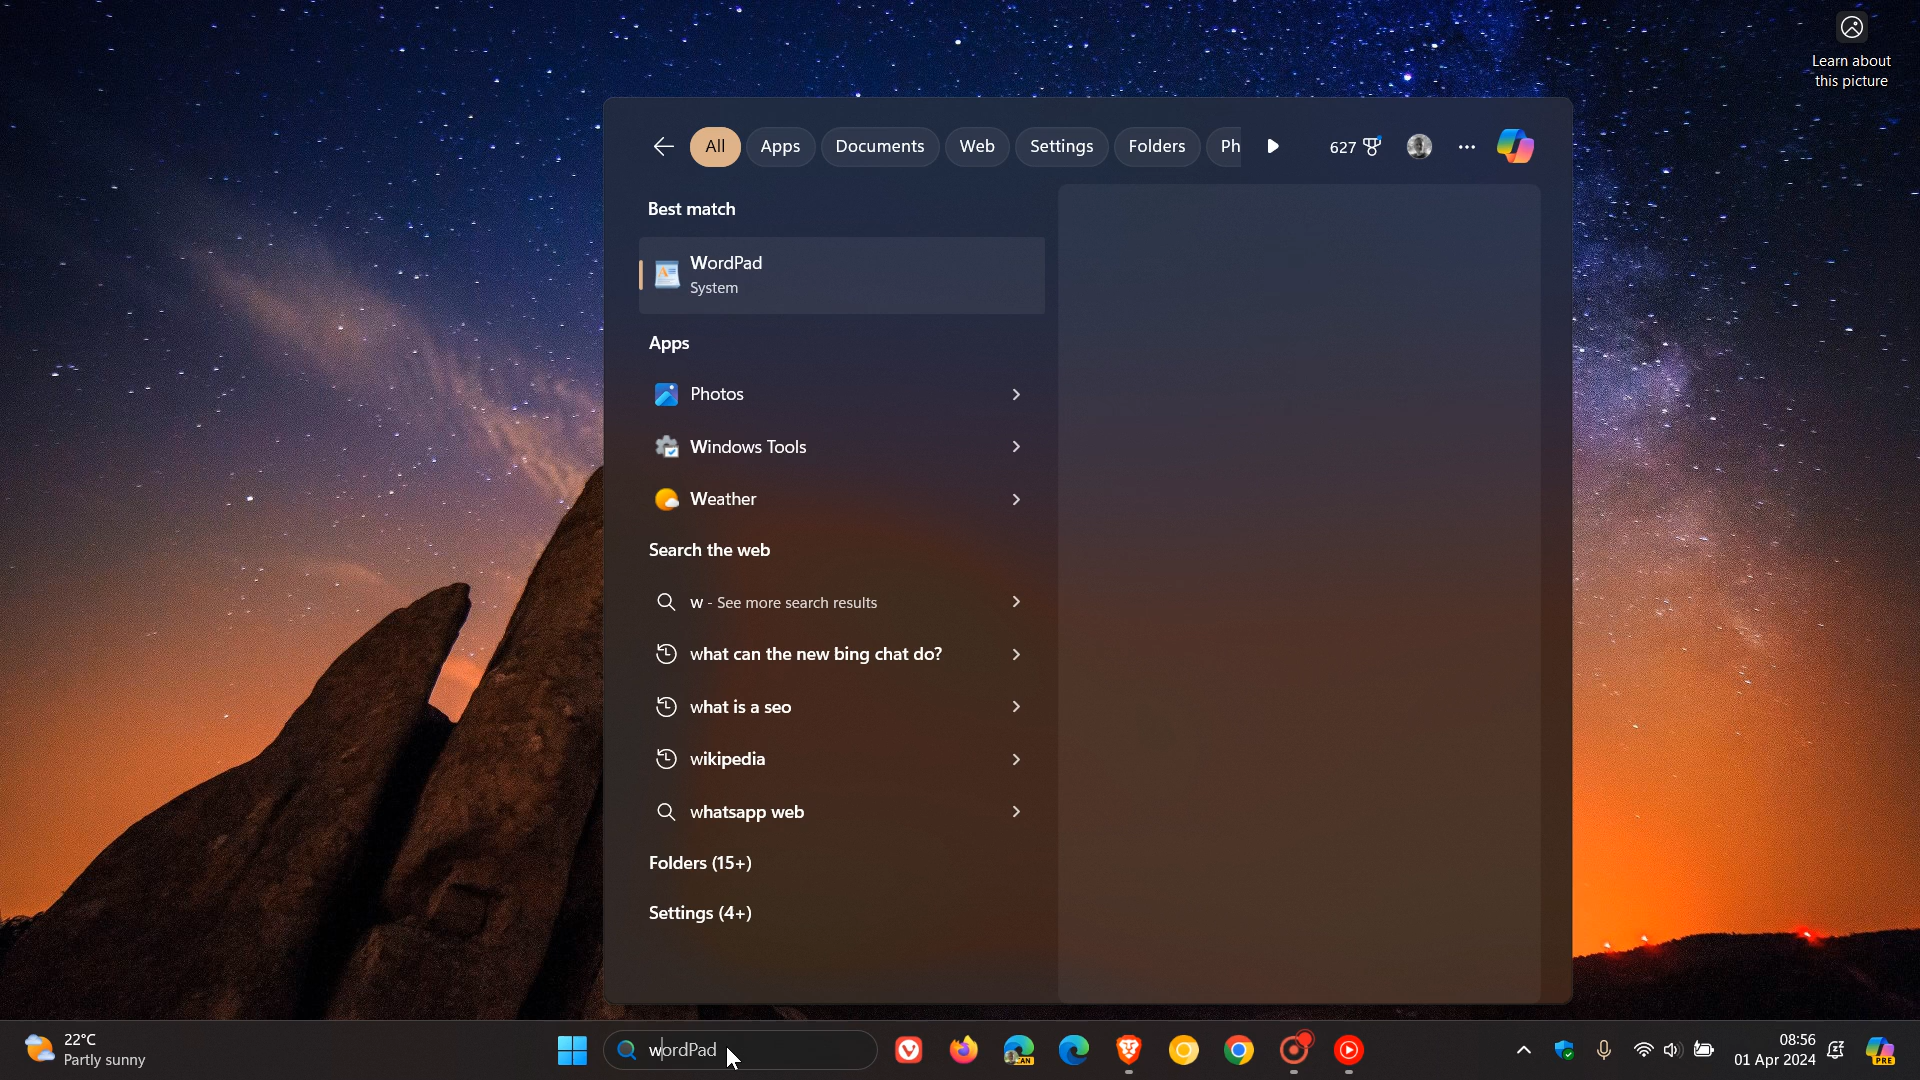 Learn about
this picture
All
Apps
Documents
Web
Settings
Folders
Ph
627
Best match
WordPad
System
Apps
Photos
Windows Tools
Weather
Search the web
w - See more search results
what can the new bing chat do?
what is a seo
wikipedia
whatsapp web
Folders (15+)
Settings (4+)
22°C
Partly sunny
wordPad
CAN
08:56
01 Apr 2024
PRE